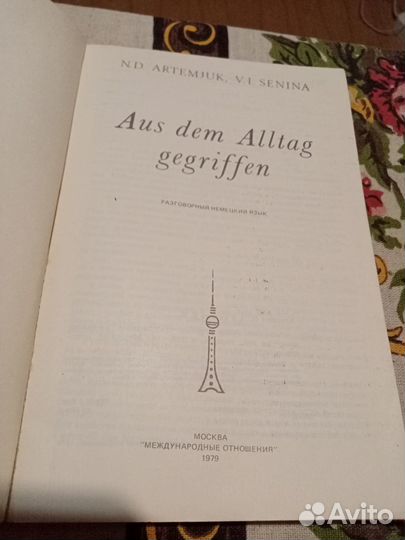 N.D. ARTEMJUK, V. I. SENINA
Aus dem Alltag
gegriffen
РАЗГОВОРНЫЙ НЕМЕЦКИЙ ЯЗЫК
МОСКВА
"МЕЖДУНАРОДНЫЕ ОТНОШЕНИЯ"
1979
Avito